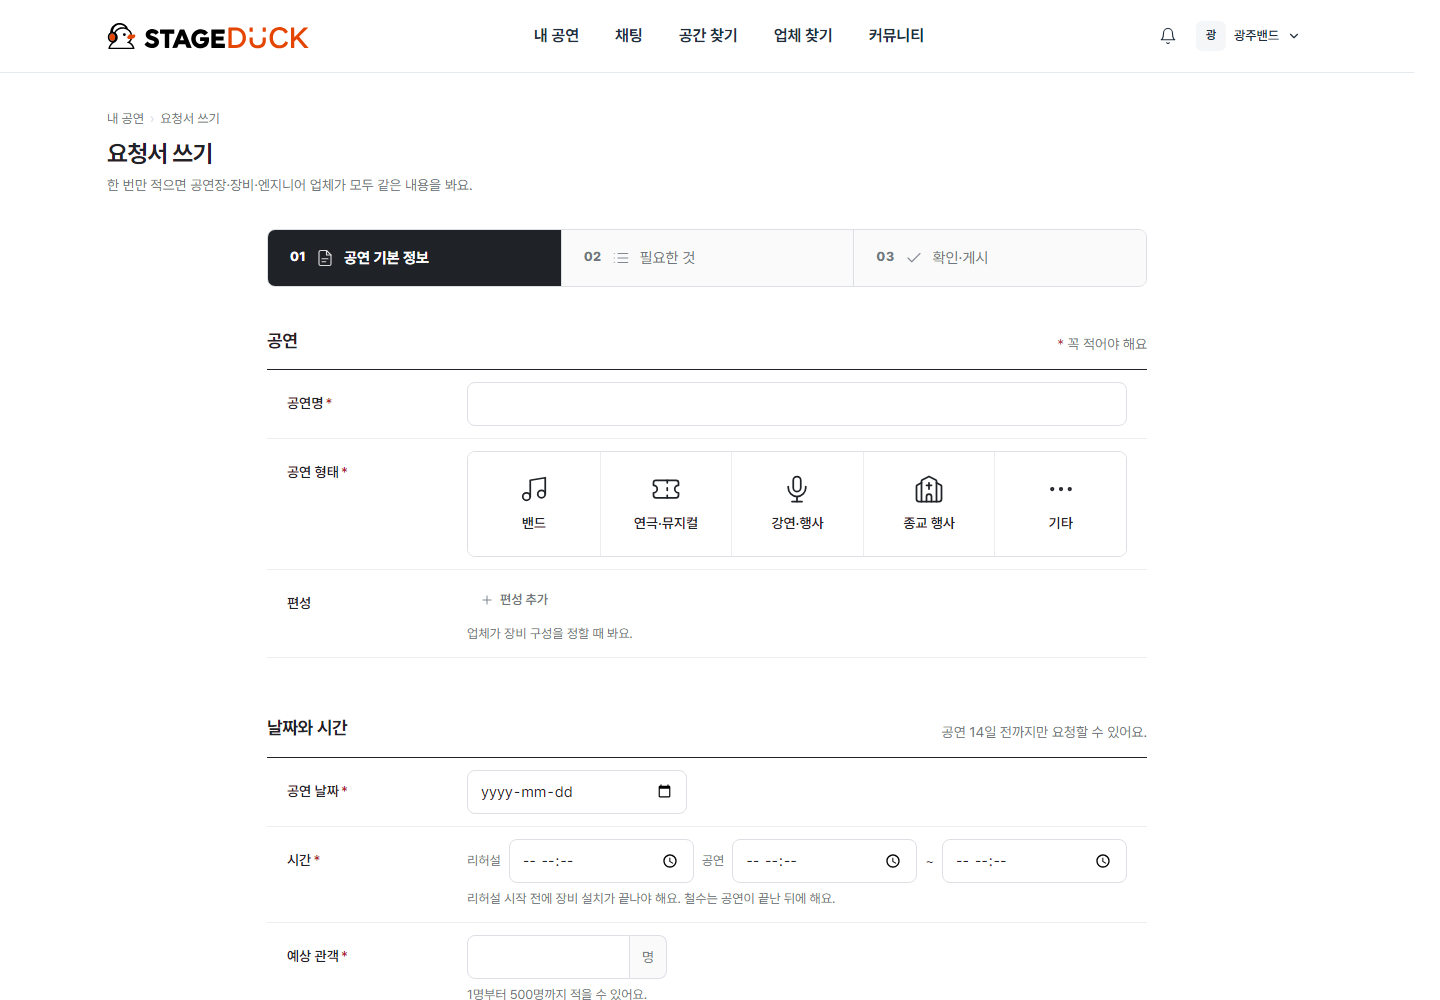 STAGEDÜCK
내 공연 채팅 공간 찾기 업체 찾기 커뮤니티
광 광주밴드
내 공연 › 요청서 쓰기
요청서 쓰기
한 번만 적으면 공연장·장비·엔지니어 업체가 모두 같은 내용을 봐요.
01 공연 기본 정보
02 필요한 것
03 확인·게시
공연
* 꼭 적어야 해요
공연명 *
공연 형태 *
밴드
연극·뮤지컬
강연·행사
종교 행사
기타
편성
+ 편성 추가
업체가 장비 구성을 정할 때 봐요.
날짜와 시간
공연 14일 전까지만 요청할 수 있어요.
공연 날짜 *
yyyy-mm-dd
시간 *
리허설 -- --:-- 공연 -- --:-- ~ -- --:--
리허설 시작 전에 장비 설치가 끝나야 해요. 철수는 공연이 끝난 뒤에 해요.
예상 관객 *
명
1명부터 500명까지 적을 수 있어요.